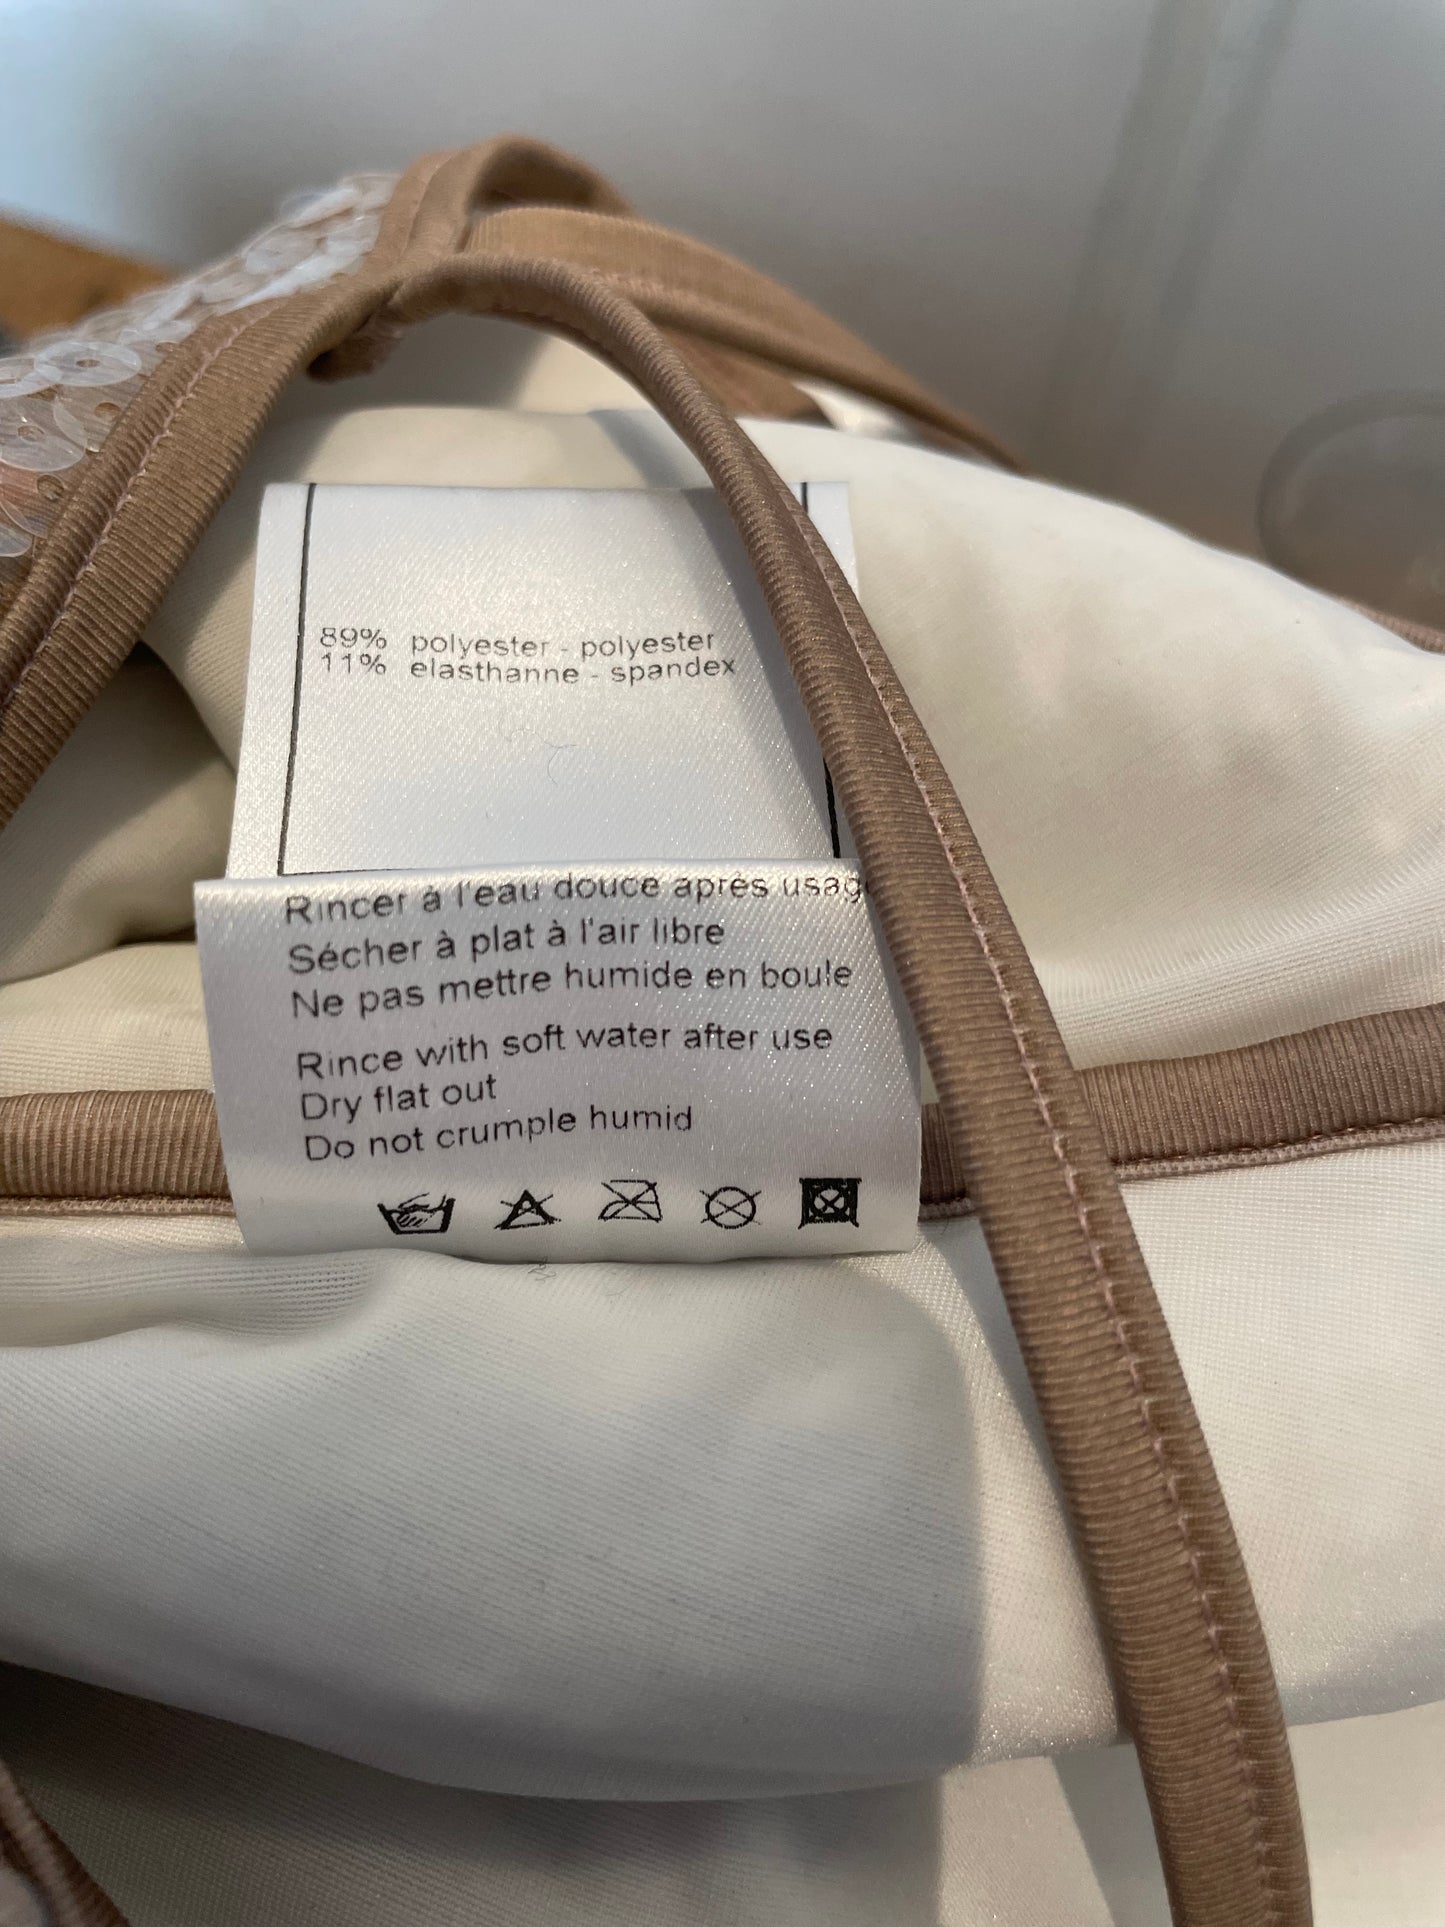 89% polyester - polyester
11% elasthanne - spandex
Rincer à l'eau douce après usag
Sécher à plat à l'air libre
Ne pas mettre humide en boule
Rince with soft water after use
Dry flat out
Do not crumple humid